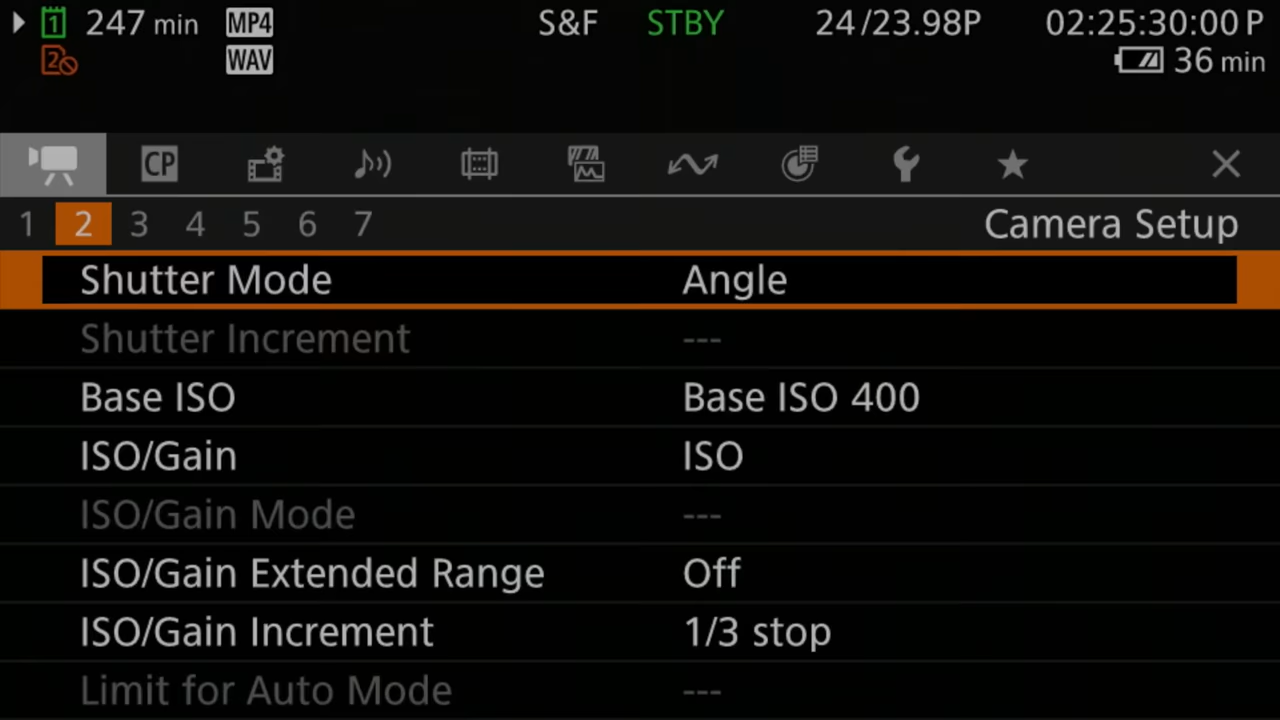 1 247 min MP4 S&F STBY 24/23.98P 02:25:30:00 P
2 WAV 36 min
CP
1 2 3 4 5 6 7 Camera Setup
Shutter Mode Angle
Shutter Increment ---
Base ISO Base ISO 400
ISO/Gain ISO
ISO/Gain Mode ---
ISO/Gain Extended Range Off
ISO/Gain Increment 1/3 stop
Limit for Auto Mode ---